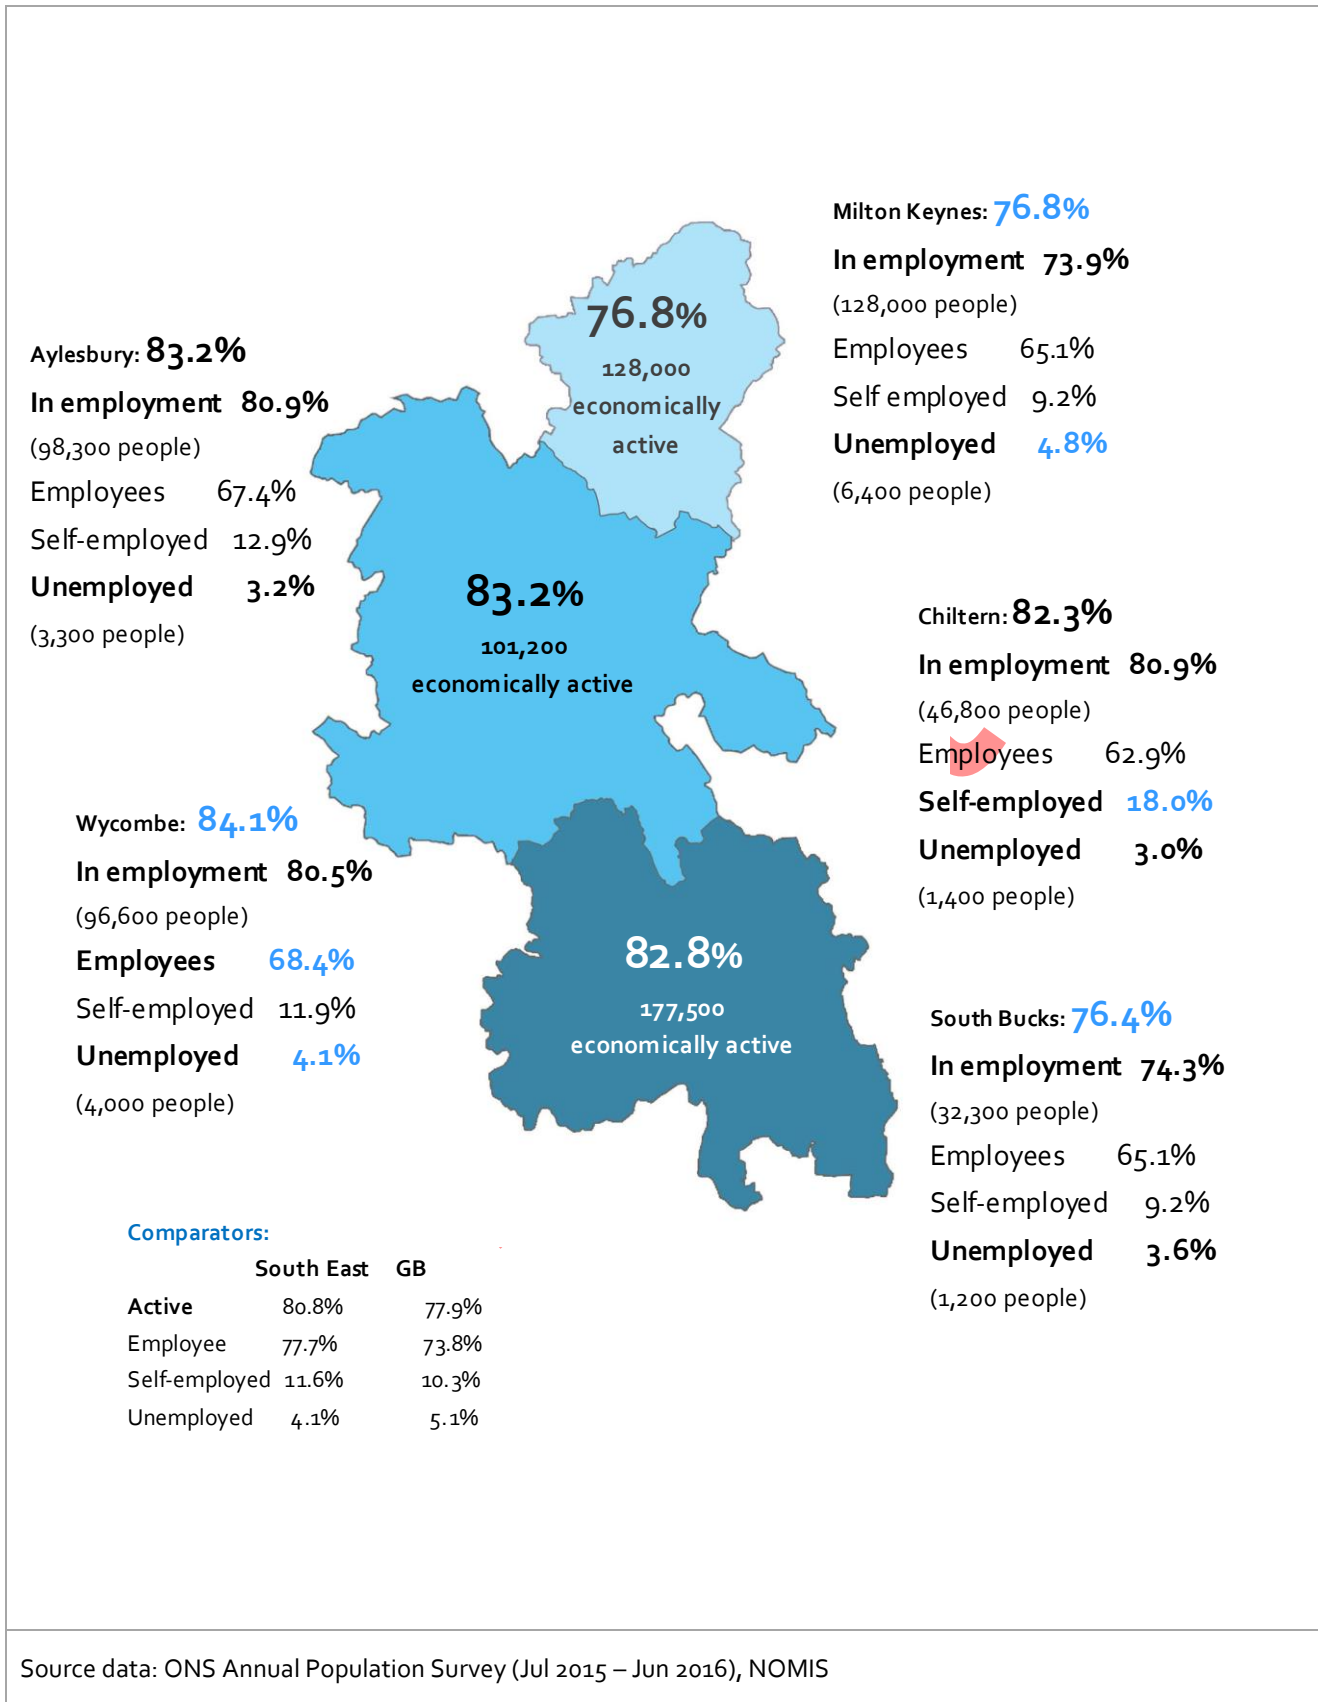 Milton Keynes: 76.8%
In employment 73.9%
(128,000 people)
Employees 65.1%
Self employed 9.2%
Unemployed 4.8%
(6,400 people)
76.8%
128,000
economically
active
Aylesbury: 83.2%
In employment 80.9%
(98,300 people)
Employees 67.4%
Self-employed 12.9%
Unemployed 3.2%
(3,300 people)
83.2%
101,200
economically active
Chiltern: 82.3%
In employment 80.9%
(46,800 people)
Employees 62.9%
Self-employed 18.0%
Unemployed 3.0%
(1,400 people)
Wycombe: 84.1%
In employment 80.5%
(96,600 people)
Employees 68.4%
Self-employed 11.9%
Unemployed 4.1%
(4,000 people)
82.8%
177,500
economically active
South Bucks: 76.4%
In employment 74.3%
(32,300 people)
Employees 65.1%
Self-employed 9.2%
Unemployed 3.6%
(1,200 people)
Comparators:
South East GB
Active 80.8% 77.9%
Employee 77.7% 73.8%
Self-employed 11.6% 10.3%
Unemployed 4.1% 5.1%
Source data: ONS Annual Population Survey (Jul 2015 – Jun 2016), NOMIS